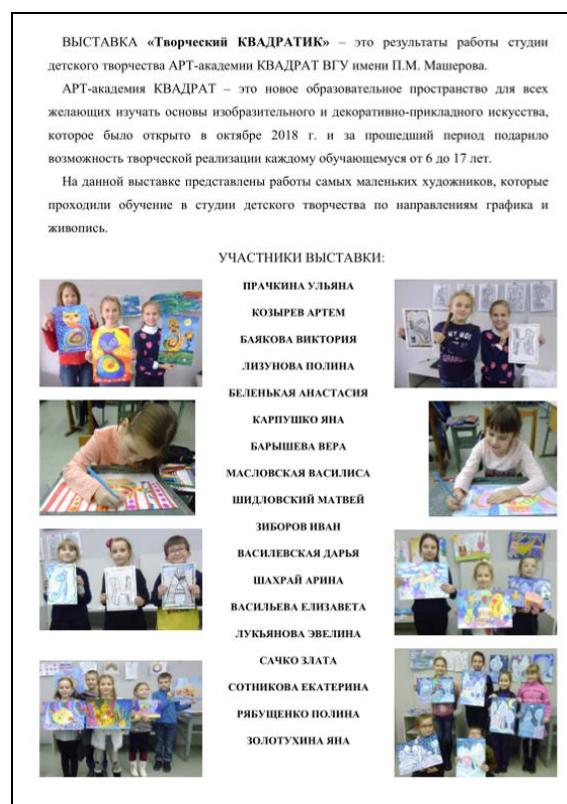 ВЫСТАВКА «Творческий КВАДРАТИК» – это результаты работы студии
детского творчества АРТ-академии КВАДРАТ ВГУ имени П.М. Машерова.
АРТ-академия КВАДРАТ – это новое образовательное пространство для всех
желающих изучать основы изобразительного и декоративно-прикладного искусства,
которое было открыто в октябре 2018 г. и за прошедший период подарило
возможность творческой реализации каждому обучающемуся от 6 до 17 лет.
На данной выставке представлены работы самых маленьких художников, которые
проходили обучение в студии детского творчества по направлениям графика и
живопись.
УЧАСТНИКИ ВЫСТАВКИ:
ПРАЧКИНА УЛЬЯНА
КОЗЫРЕВ АРТЕМ
БАЯКОВА ВИКТОРИЯ
ЛИЗУНОВА ПОЛИНА
БЕЛЕНЬКАЯ АНАСТАСИЯ
КАРПУШКО ЯНА
БАРЫШЕВА ВЕРА
МАСЛОВСКАЯ ВАСИЛИСА
ШИДЛОВСКИЙ МАТВЕЙ
ЗИБОРОВ ИВАН
ВАСИЛЕВСКАЯ ДАРЬЯ
ШАХРАЙ АРИНА
ВАСИЛЬЕВА ЕЛИЗАВЕТА
ЛУКЬЯНОВА ЭВЕЛИНА
САЧКО ЗЛАТА
СОТНИКОВА ЕКАТЕРИНА
РЯБУЩЕНКО ПОЛИНА
ЗОЛОТУХИНА ЯНА